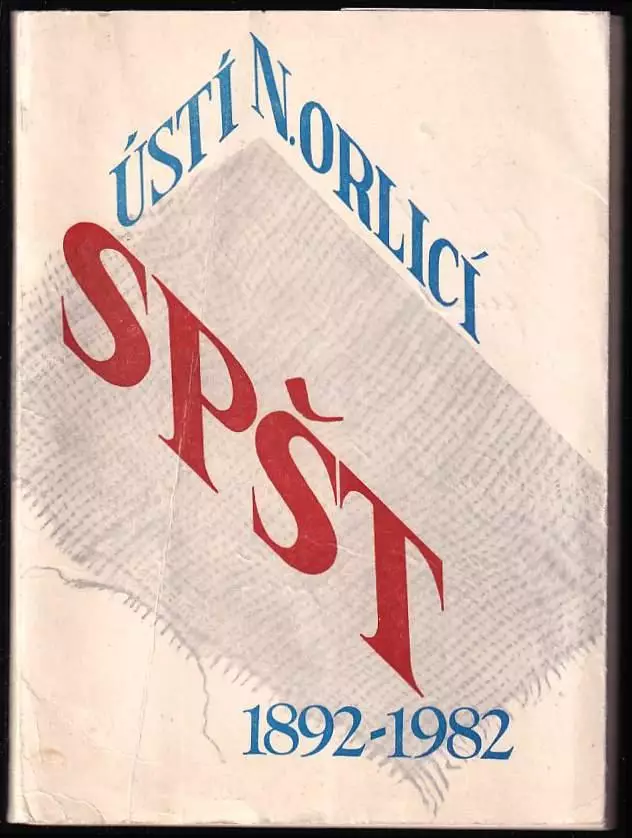 ÚSTÍ N.ORLICÍ
SPŠT
1892-1982